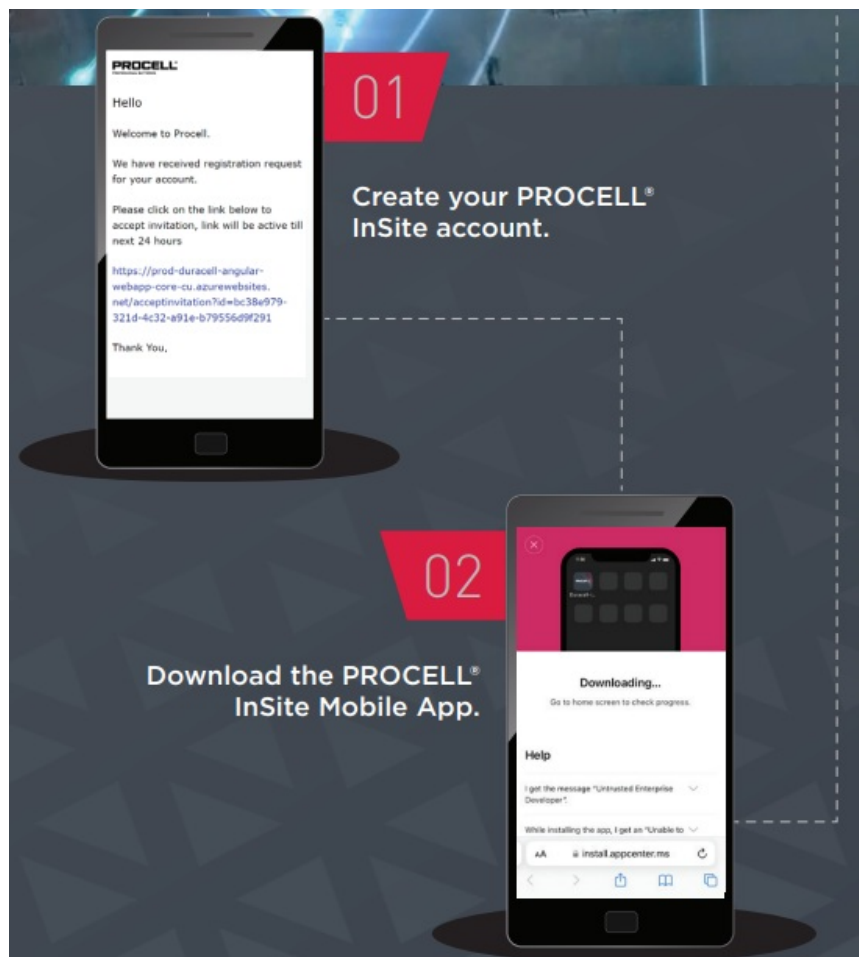 PROCELL
Hello
Welcome to Procell.
We have received registration request
for your account.
Please click on the link below to
accept invitation, link will be active till
next 24 hours
https://prod-duracell-angular-
webapp-core-cu.azurewebsites.
net/acceptinvitation?id=bc38e979-
321d-4c32-a91e-b79556d9f291
Thank You,
01
Create your PROCELL®
InSite account.
02
Download the PROCELL®
InSite Mobile App.
Downloading...
Go to home screen to check progress.
Help
I get the message "Untrusted Enterprise
Developer".
While installing the app, I get an "Unable to
AA install.appcenter.ms